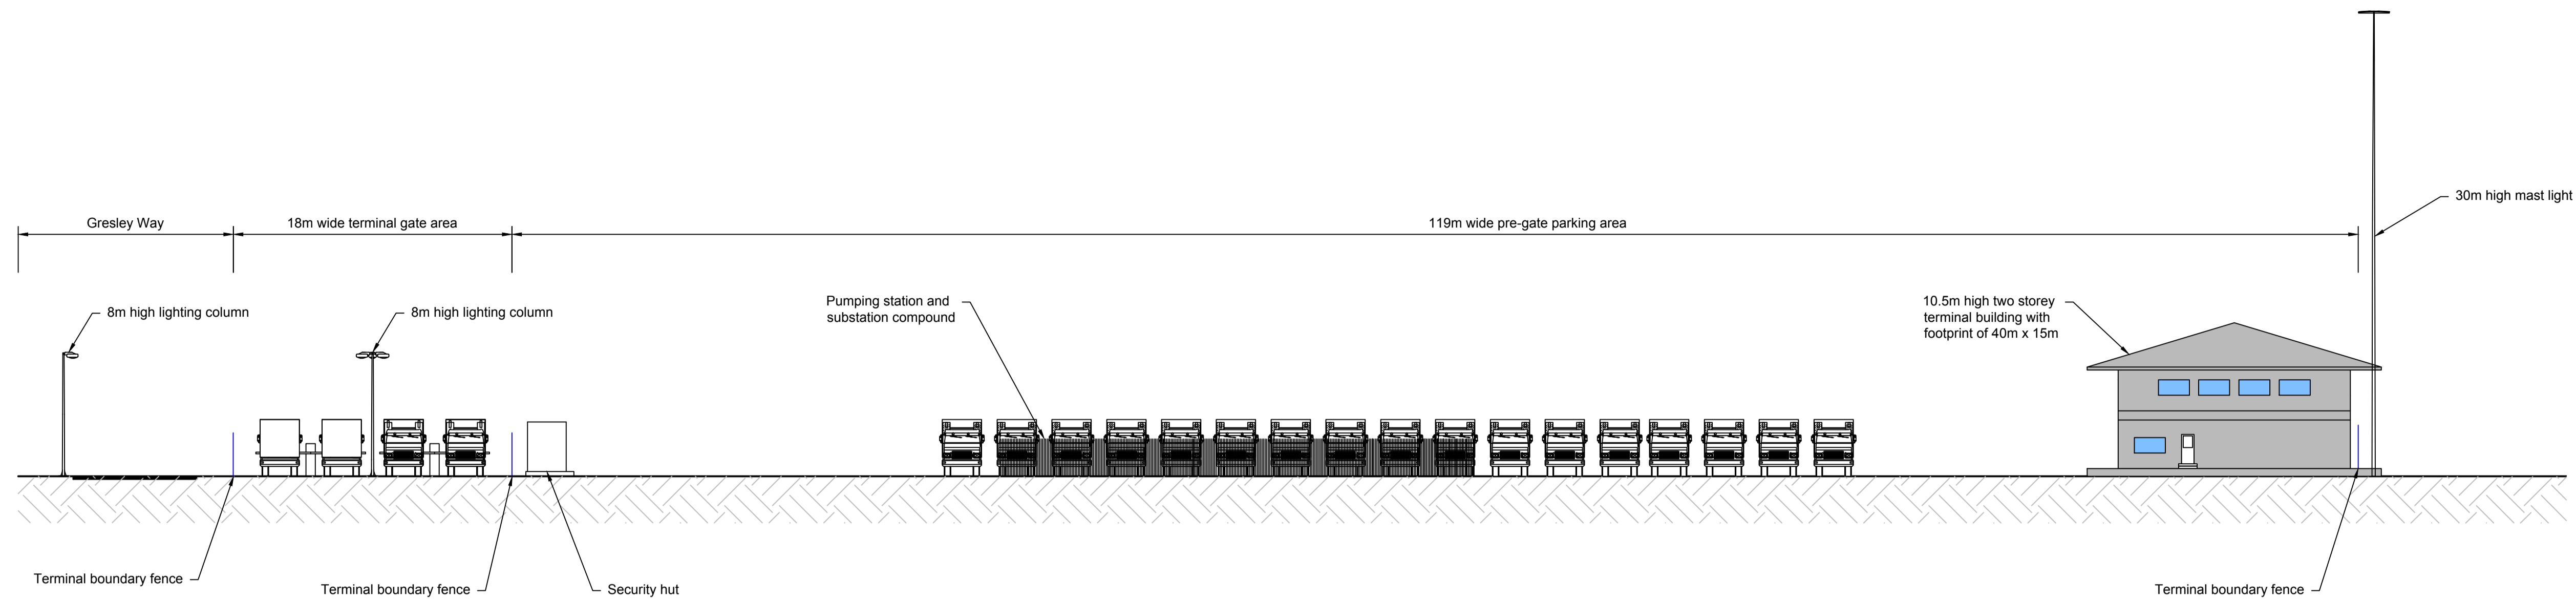 30m high mast light
Gresley Way
18m wide terminal gate area
119m wide pre-gate parking area
8m high lighting column
8m high lighting column
Pumping station and
substation compound
10.5m high two storey
terminal building with
footprint of 40m x 15m
Terminal boundary fence
Terminal boundary fence
Security hut
Terminal boundary fence